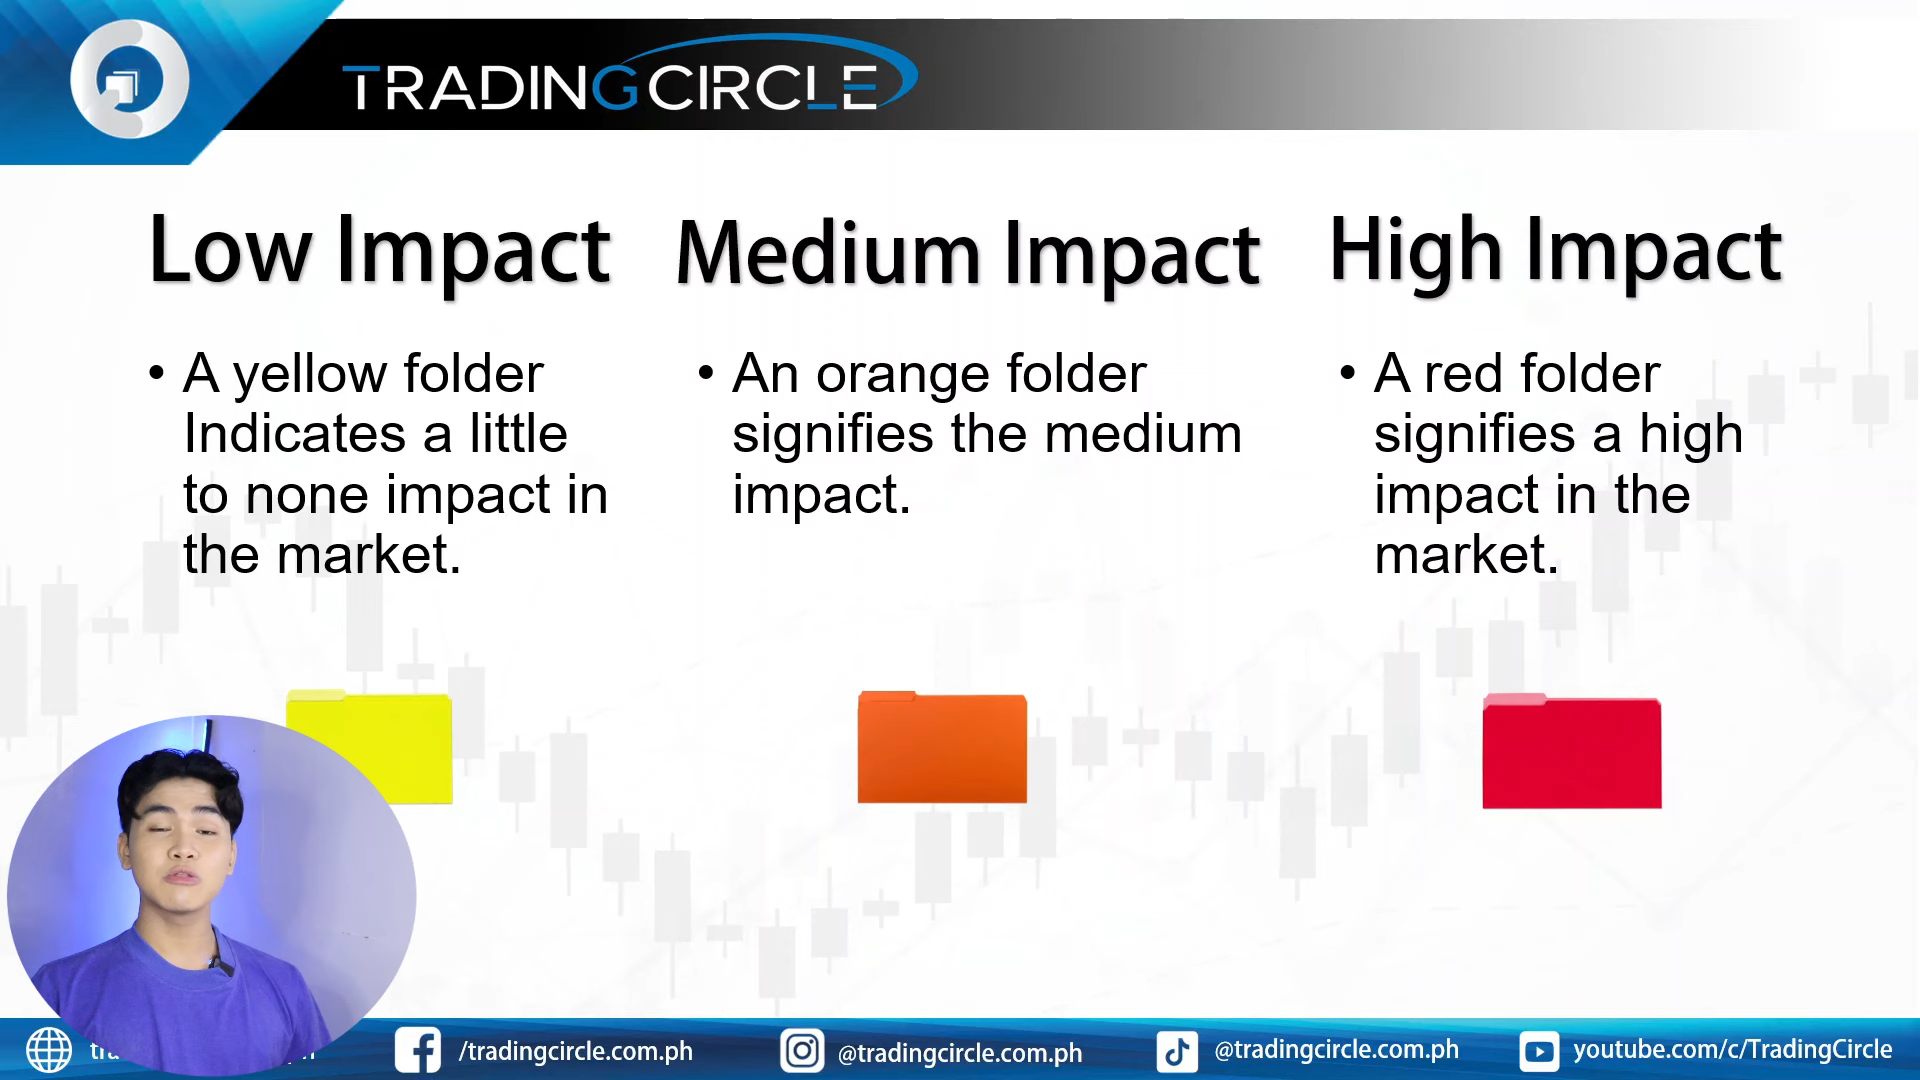 TRADINGCIRCLE
Low Impact
Medium Impact
High Impact
• A yellow folder
Indicates a little
to none impact in
the market.
• An orange folder
signifies the medium
impact.
• A red folder
signifies a high
impact in the
market.
/tradingcircle.com.ph
@tradingcircle.com.ph
@tradingcircle.com.ph
youtube.com/c/TradingCircle